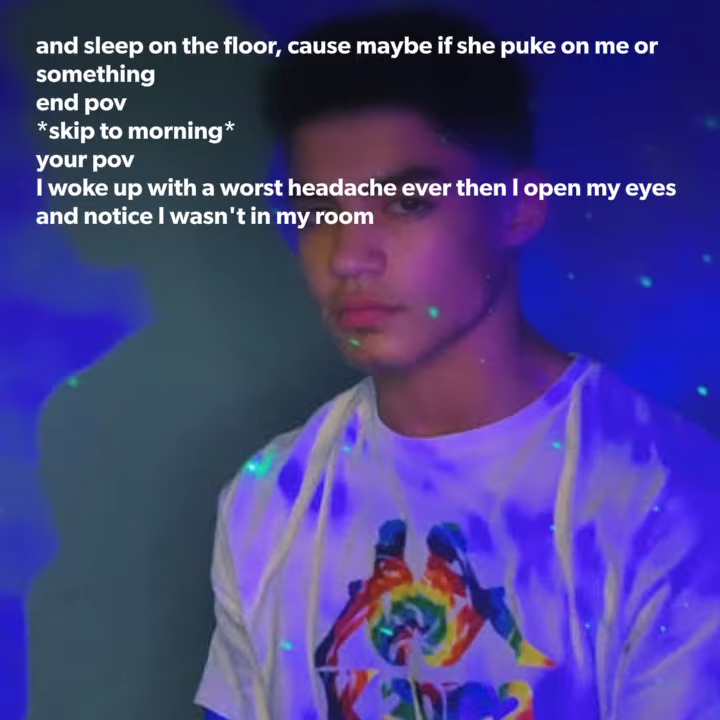 and sleep on the floor, cause maybe if she puke on me or
something
end pov
*skip to morning*
your pov
I woke up with a worst headache ever then I open my eyes
and notice I wasn't in my room